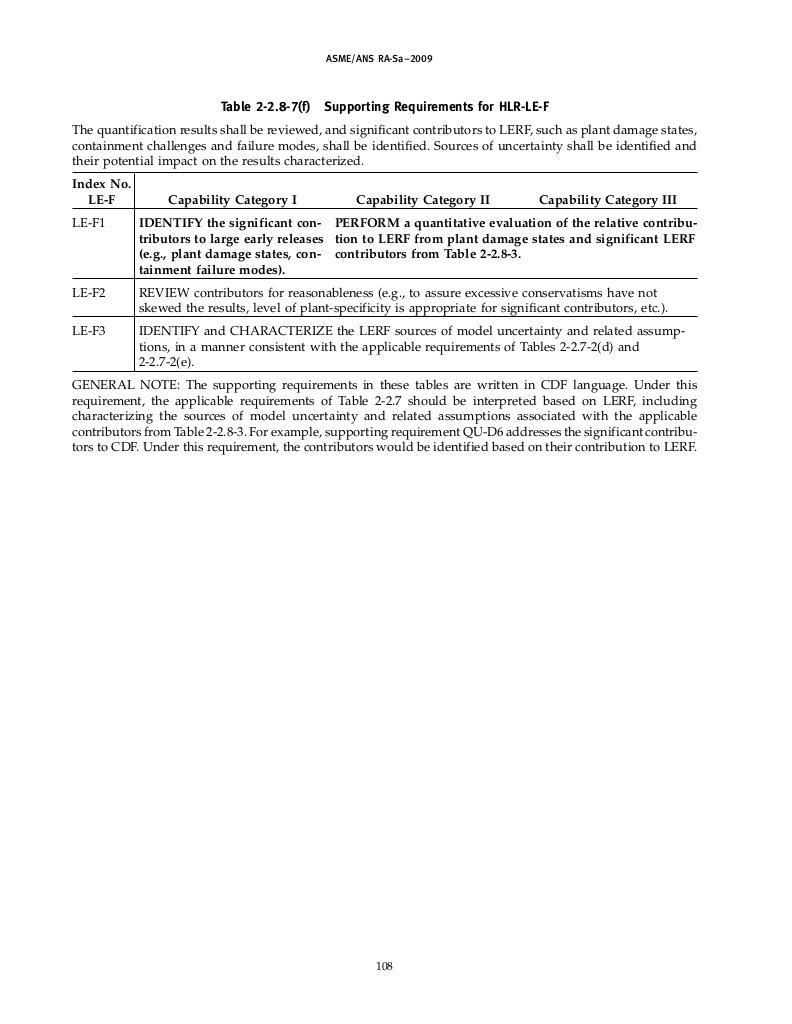 ASME/ANS RA-Sa–2009
Table 2-2.8-7(f) Supporting Requirements for HLR-LE-F
The quantification results shall be reviewed, and significant contributors to LERF, such as plant damage states,
containment challenges and failure modes, shall be identified. Sources of uncertainty shall be identified and
their potential impact on the results characterized.
Index No.
LE-F Capability Category I Capability Category II Capability Category III
LE-F1 IDENTIFY the significant con- PERFORM a quantitative evaluation of the relative contribu-
tributors to large early releases tion to LERF from plant damage states and significant LERF
(e.g., plant damage states, con- contributors from Table 2-2.8-3.
tainment failure modes).
LE-F2 REVIEW contributors for reasonableness (e.g., to assure excessive conservatisms have not
skewed the results, level of plant-specificity is appropriate for significant contributors, etc.).
LE-F3 IDENTIFY and CHARACTERIZE the LERF sources of model uncertainty and related assump-
tions, in a manner consistent with the applicable requirements of Tables 2-2.7-2(d) and
2-2.7-2(e).
GENERAL NOTE: The supporting requirements in these tables are written in CDF language. Under this
requirement, the applicable requirements of Table 2-2.7 should be interpreted based on LERF, including
characterizing the sources of model uncertainty and related assumptions associated with the applicable
contributors from Table 2-2.8-3. For example, supporting requirement QU-D6 addresses the significant contribu-
tors to CDF. Under this requirement, the contributors would be identified based on their contribution to LERF.
108